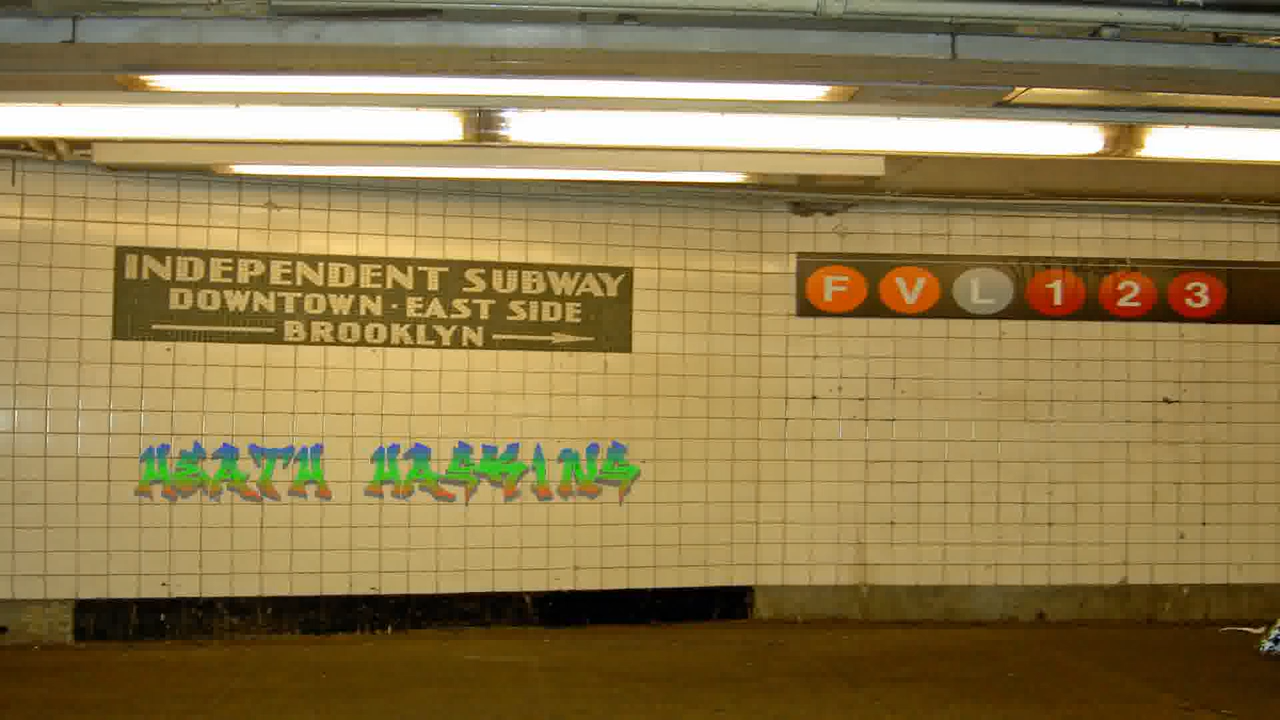 INDEPENDENT SUBWAY
DOWNTOWN · EAST SIDE
BROOKLYN
F V L 1 2 3
HEATH HASKINS